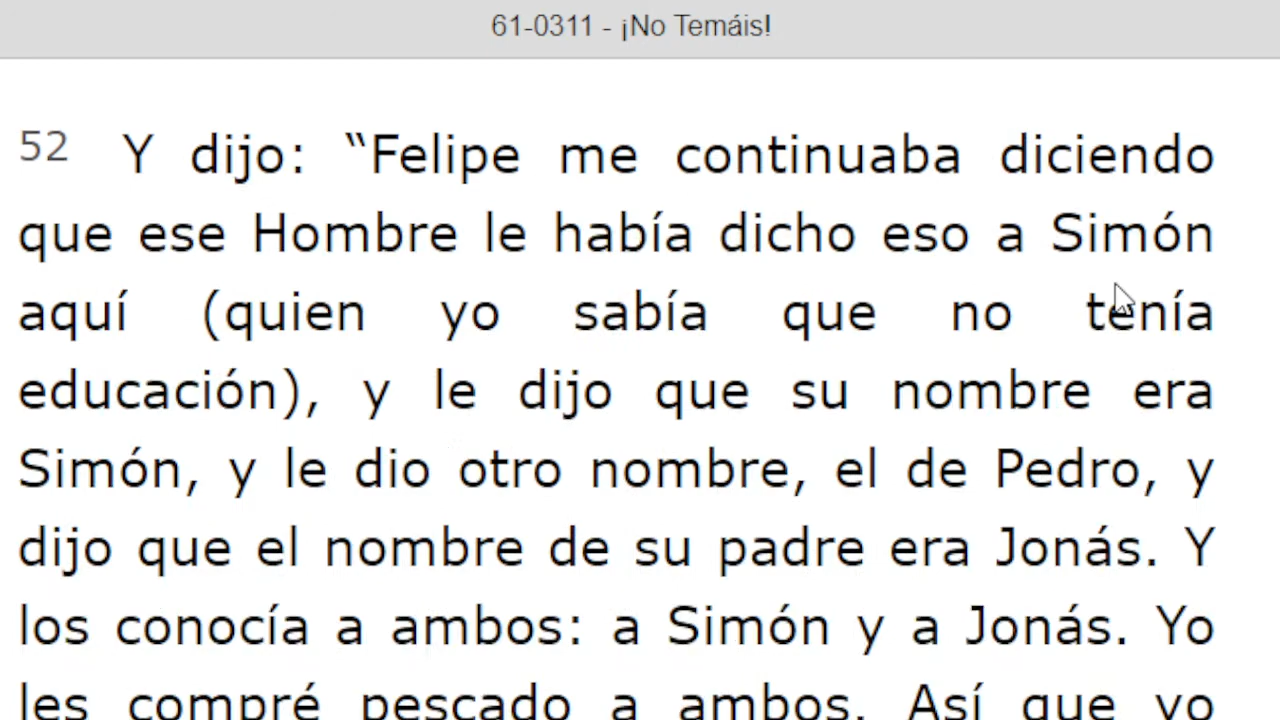 61-0311 - ¡No Temáis!
52 Y dijo: “Felipe me continuaba diciendo
que ese Hombre le había dicho eso a Simón
aquí (quien yo sabía que no tenía
educación), y le dijo que su nombre era
Simón, y le dio otro nombre, el de Pedro, y
dijo que el nombre de su padre era Jonás. Y
los conocía a ambos: a Simón y a Jonás. Yo
les compré pescado a ambos. Así que yo